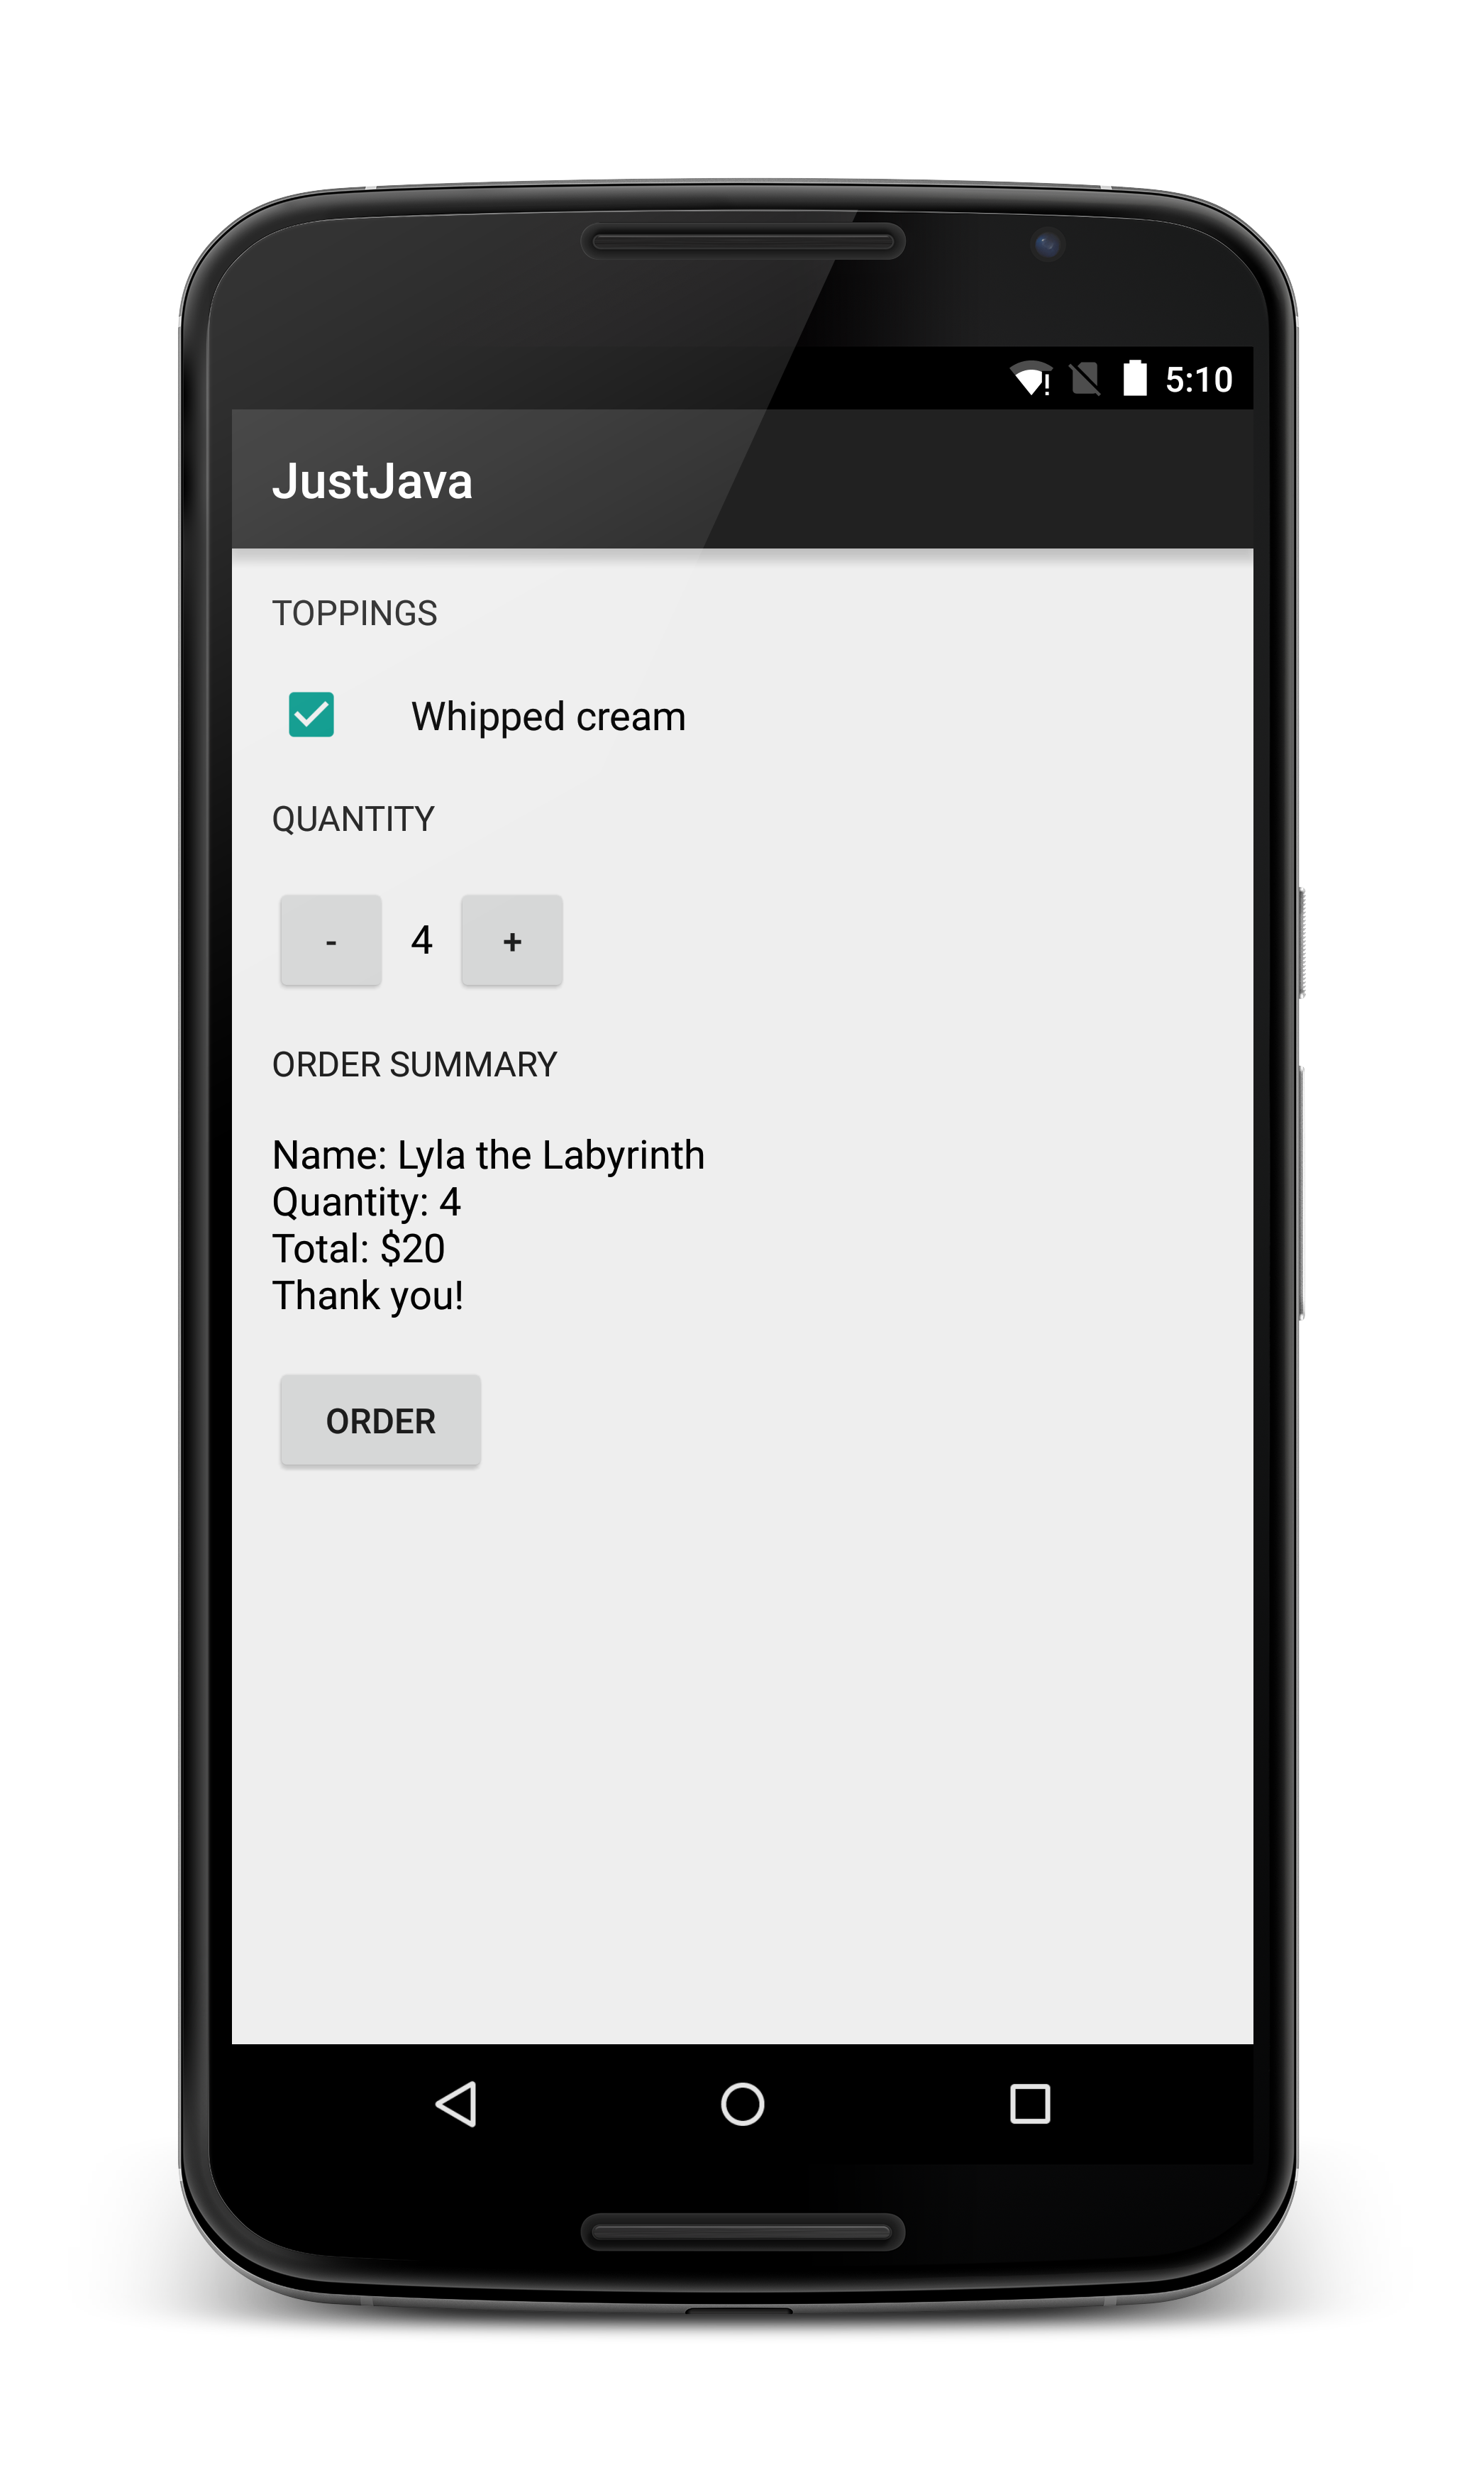 5:10
JustJava
TOPPINGS
Whipped cream
QUANTITY
- 4 +
ORDER SUMMARY
Name: Lyla the Labyrinth
Quantity: 4
Total: $20
Thank you!
ORDER